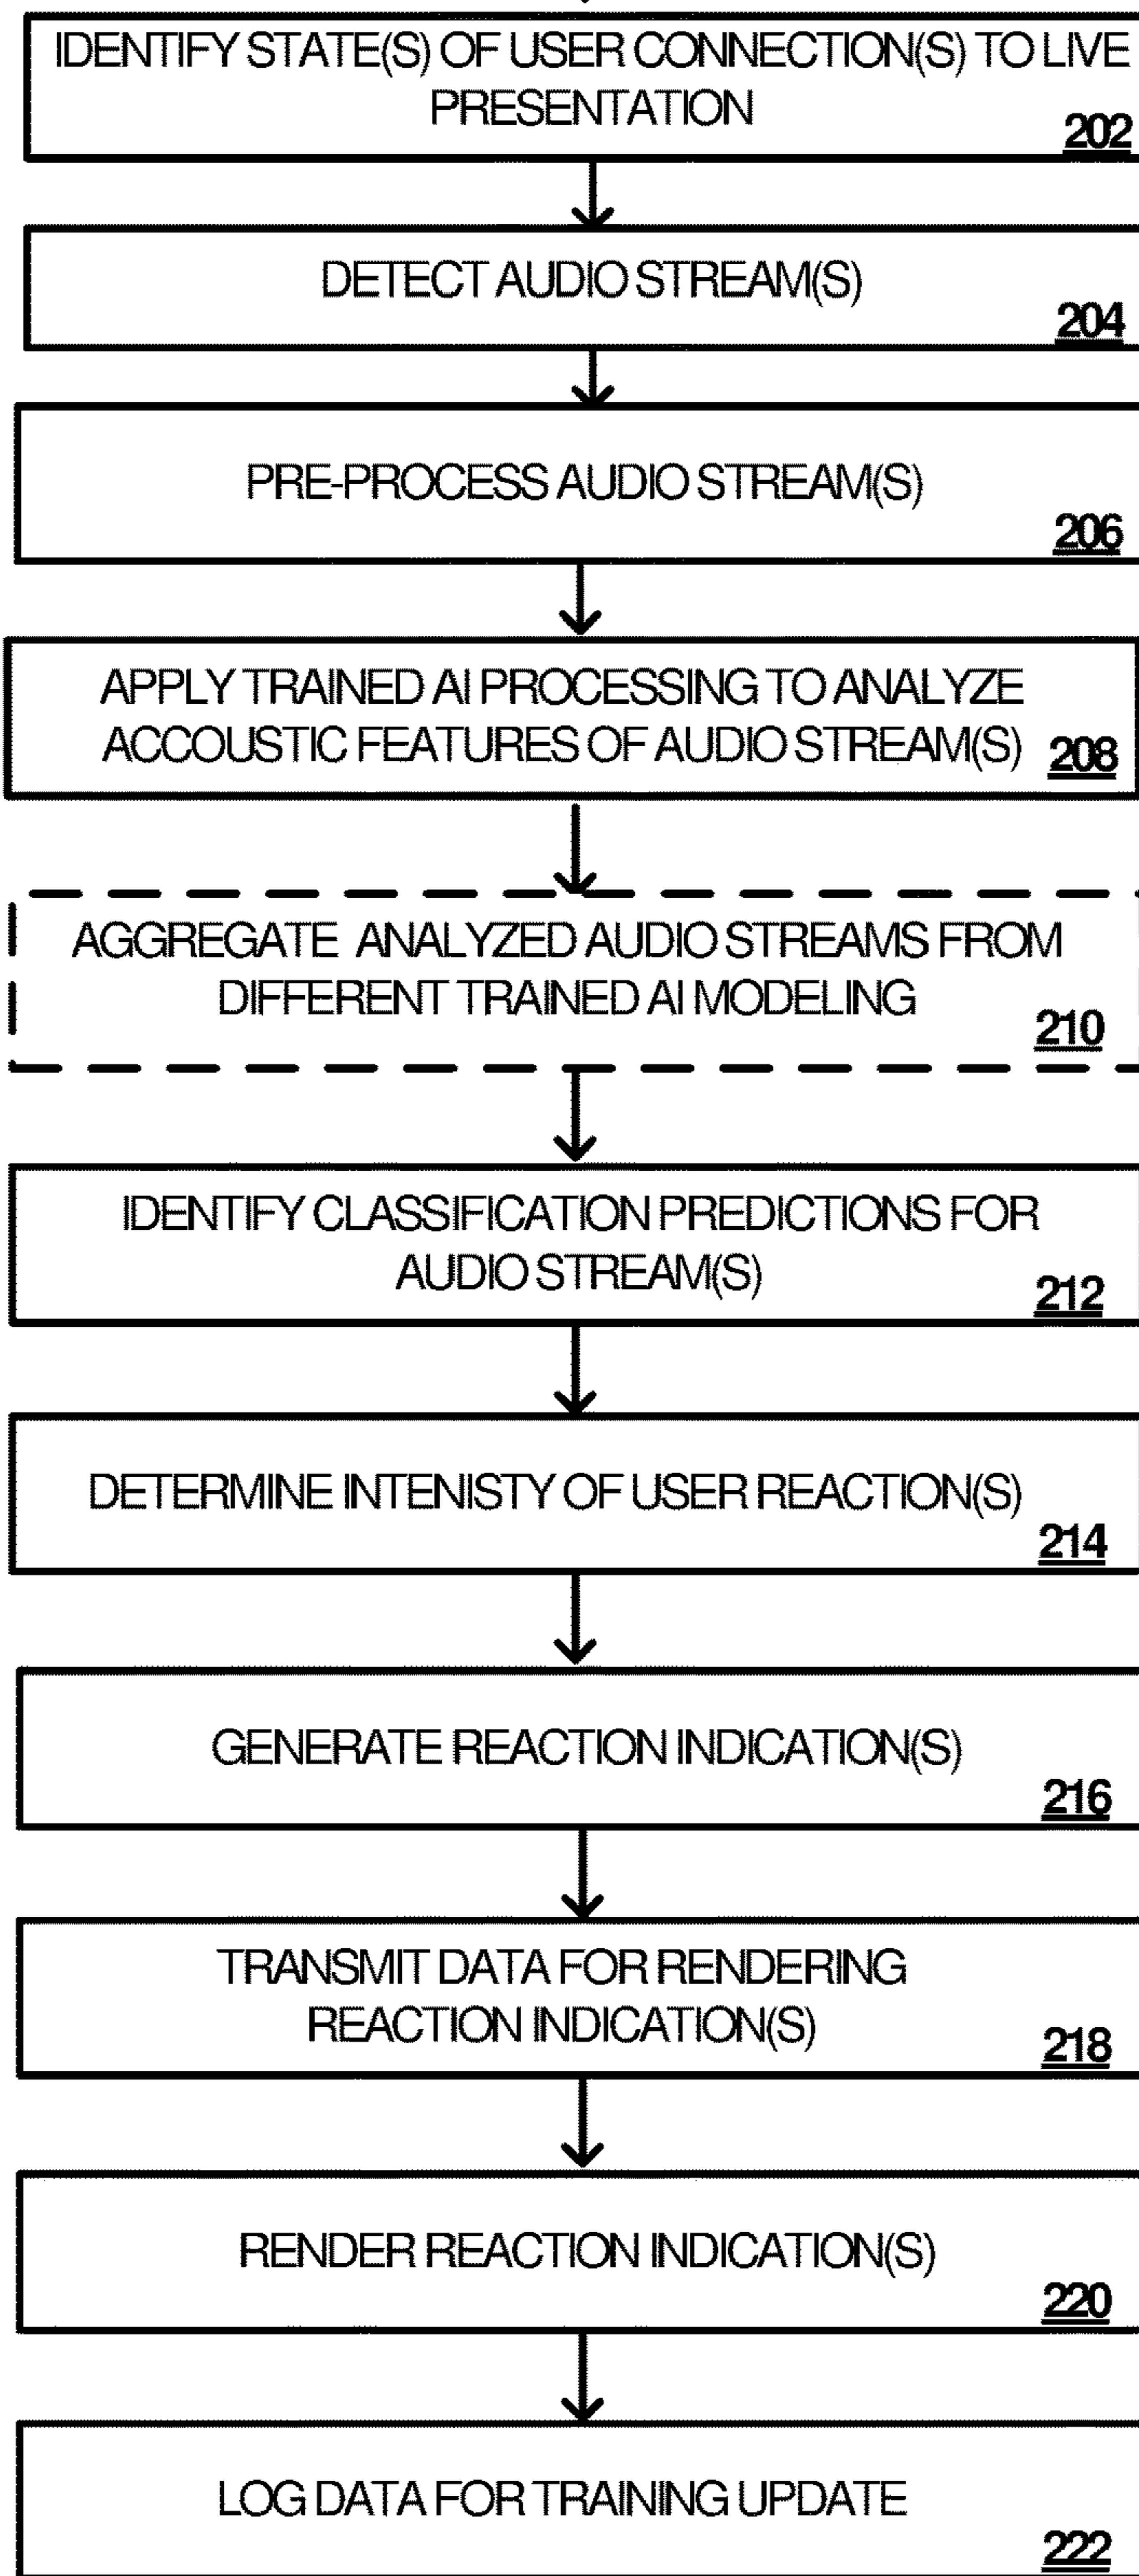 IDENTIFY STATE(S) OF USER CONNECTION(S) TO LIVE
PRESENTATION
202
DETECT AUDIO STREAM(S)
204
PRE-PROCESS AUDIO STREAM(S)
206
APPLY TRAINED AI PROCESSING TO ANALYZE
ACCOUSTIC FEATURES OF AUDIO STREAM(S)
208
AGGREGATE ANALYZED AUDIO STREAMS FROM
DIFFERENT TRAINED AI MODELING
210
IDENTIFY CLASSIFICATION PREDICTIONS FOR
AUDIO STREAM(S)
212
DETERMINE INTENISTY OF USER REACTION(S)
214
GENERATE REACTION INDICATION(S)
216
TRANSMIT DATA FOR RENDERING
REACTION INDICATION(S)
218
RENDER REACTION INDICATION(S)
220
LOG DATA FOR TRAINING UPDATE
222